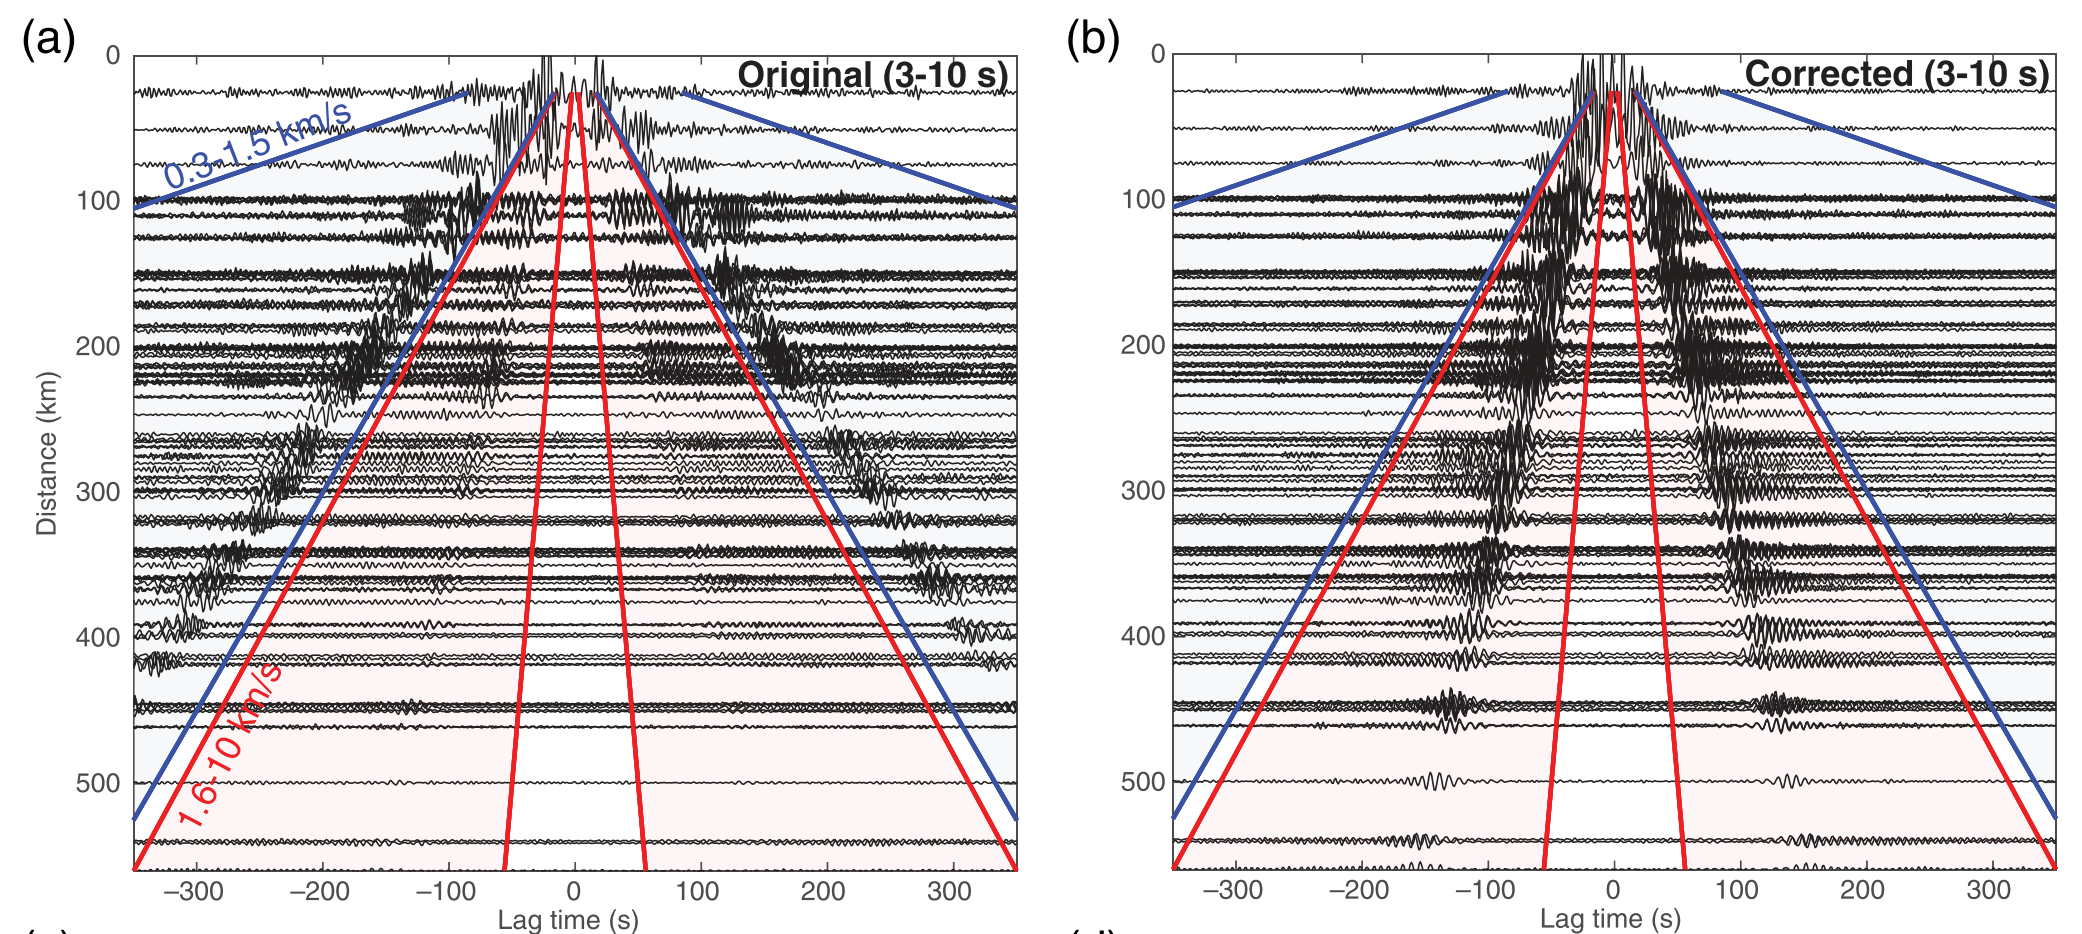 (a)
Original (3-10 s)
0
100
200
300
400
500
Distance (km)
0.3-1.5 km/s
1.6-10 km/s
−300 −200 −100 0 100 200 300
Lag time (s)
(b)
Corrected (3-10 s)
0
100
200
300
400
500
−300 −200 −100 0 100 200 300
Lag time (s)